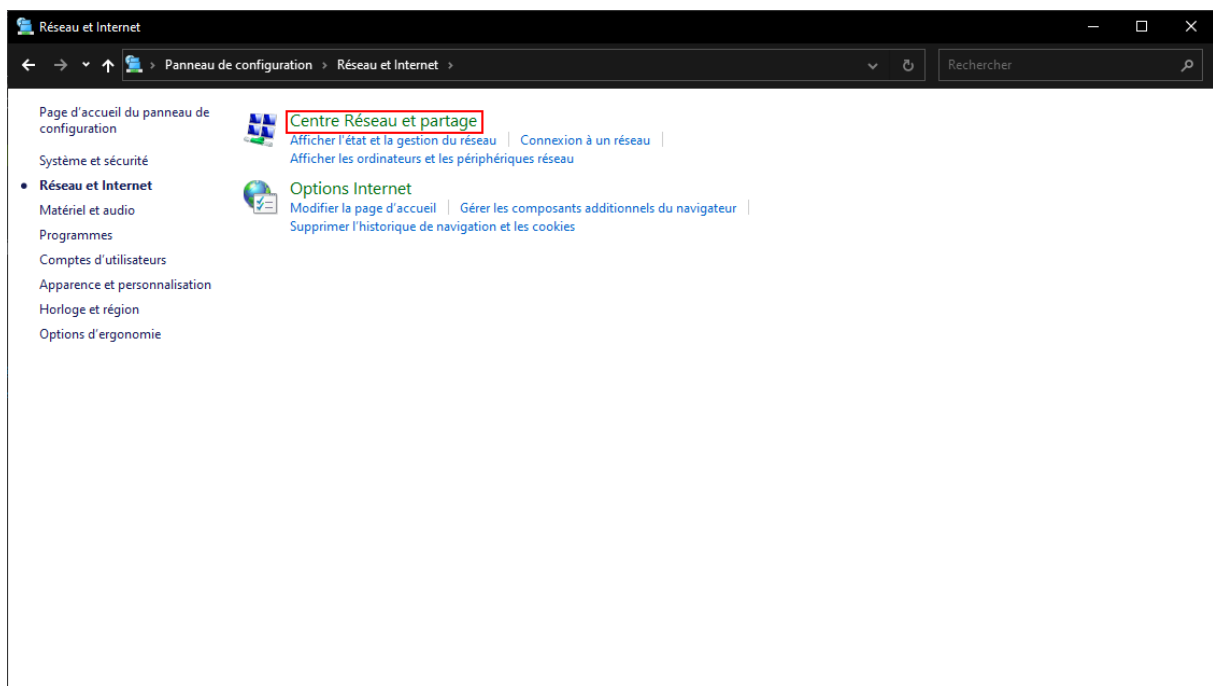 Réseau et Internet
Panneau de configuration > Réseau et Internet >
Rechercher
Page d'accueil du panneau de
configuration
Système et sécurité
Réseau et Internet
Matériel et audio
Programmes
Comptes d'utilisateurs
Apparence et personnalisation
Horloge et région
Options d'ergonomie
Centre Réseau et partage
Afficher l'état et la gestion du réseau | Connexion à un réseau |
Afficher les ordinateurs et les périphériques réseau
Options Internet
Modifier la page d'accueil | Gérer les composants additionnels du navigateur |
Supprimer l'historique de navigation et les cookies